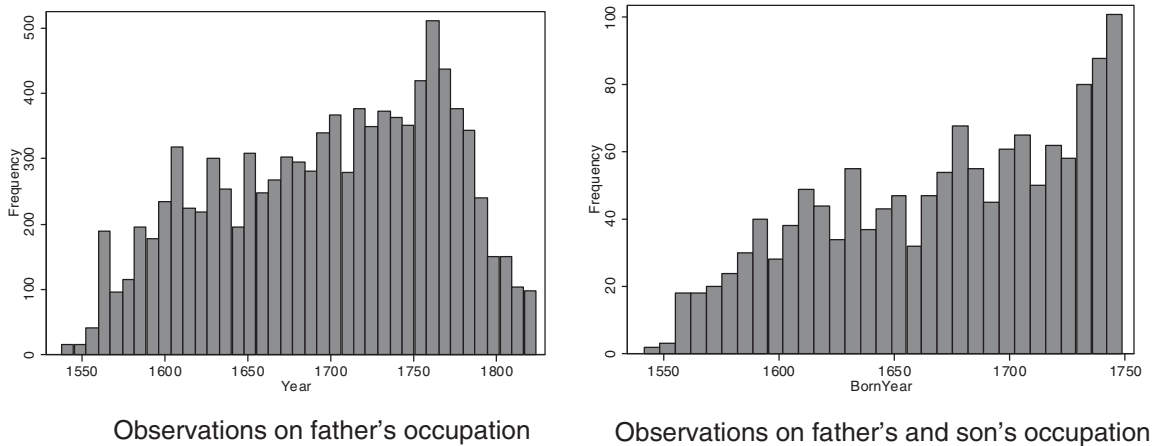 500
400
300
200
100
0
Frequency
1550 1600 1650 1700 1750 1800
Year
Observations on father’s occupation
100
80
60
40
20
0
Frequency
1550 1600 1650 1700 1750
BornYear
Observations on father’s and son’s occupation